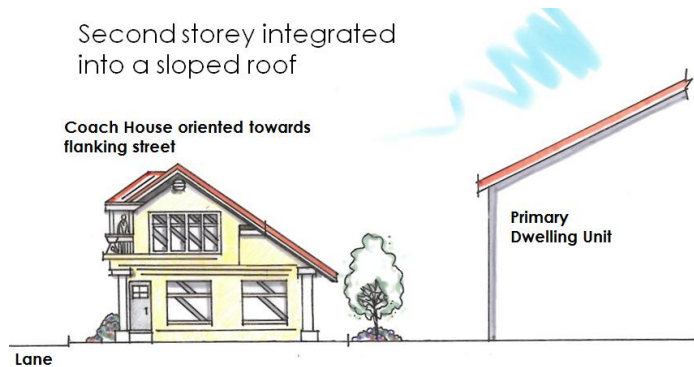 Second storey integrated
into a sloped roof
Coach House oriented towards
flanking street
Primary
Dwelling Unit
1
Lane